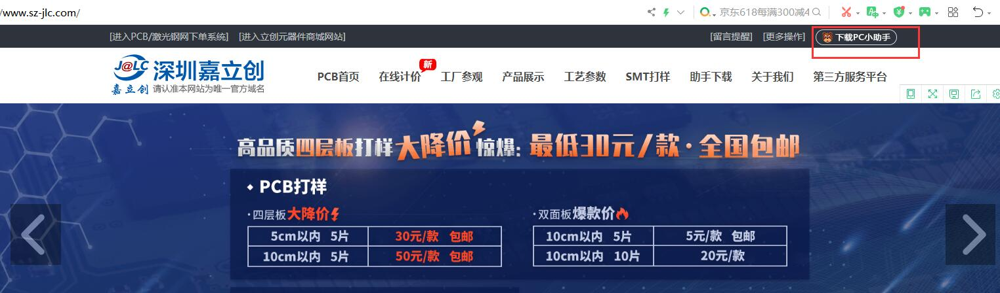 /www.sz-jlc.com/
京东618每满300减4
[进入PCB/激光钢网下单系统] [进入立创元器件商城网站] [留言提醒] [更多操作] 下载PC小助手
J@LC 深圳嘉立创
嘉立创 请认准本网站为唯一官方域名
新
PCB首页 在线计价 工厂参观 产品展示 工艺参数 SMT打样 助手下载 关于我们 第三方服务平台
高品质四层板打样大降价惊爆：最低30元/款·全国包邮
PCB打样
·四层板大降价
5cm以内 5片 30元/款 包邮
10cm以内 5片 50元/款 包邮
·双面板爆款价
10cm以内 5片 5元/款 包邮
10cm以内 10片 20元/款